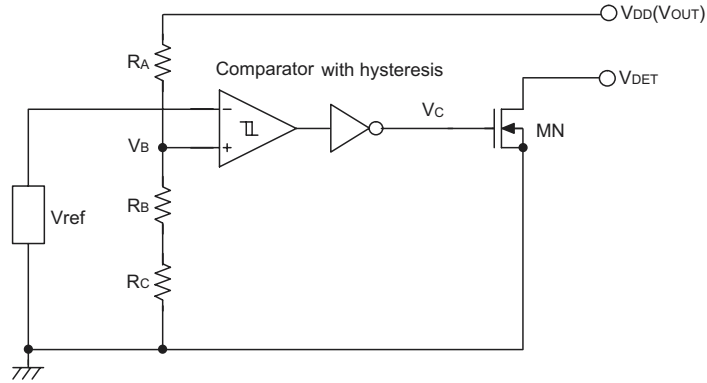 VDD(VOUT)
RA
Comparator with hysteresis
VDET
−
VC
MN
VB
+
RB
Vref
RC